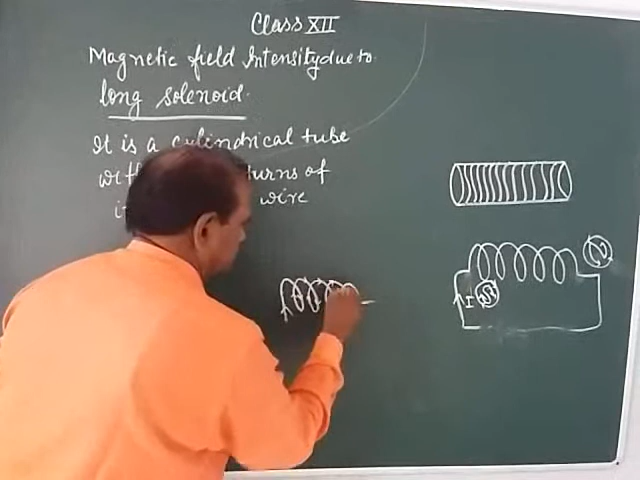 Class XII
Magnetic field Intensity due to
long solenoid.
It is a cylindrical tube
turns of
wire
I
N